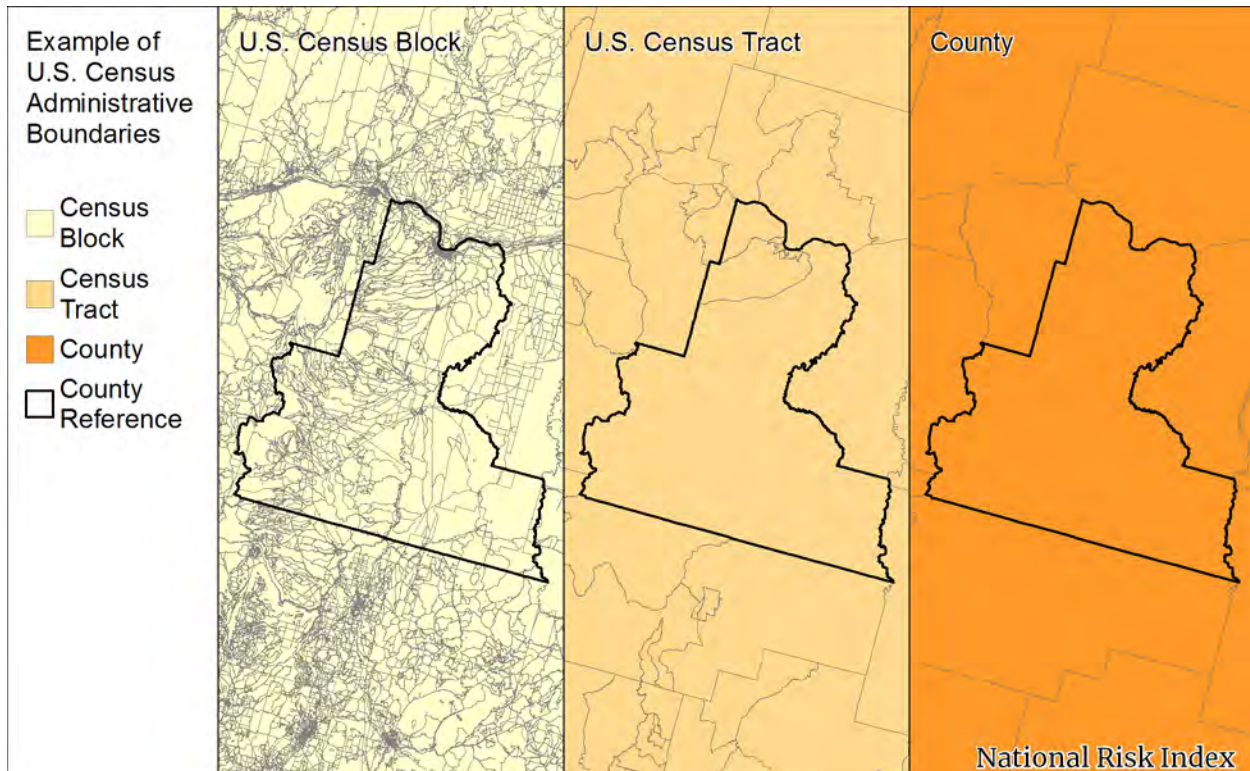 Example of
U.S. Census
Administrative
Boundaries
Census
Block
Census
Tract
County
County
Reference
U.S. Census Block
U.S. Census Tract
County
National Risk Index